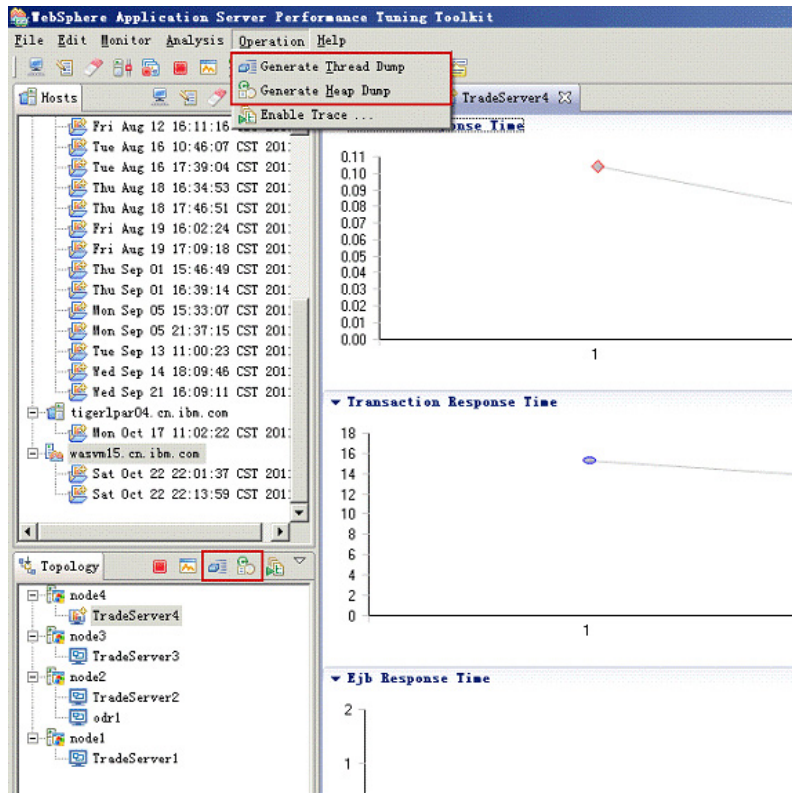 WebSphere Application Server Performance Tuning Toolkit
File Edit Monitor Analysis Operation Help
Generate Thread Dump
Generate Heap Dump
Enable Trace ...
Hosts
Fri Aug 12 16:11:16
Tue Aug 16 10:46:07 CST 201
Tue Aug 16 17:39:04 CST 201
Thu Aug 18 16:34:53 CST 201
Thu Aug 18 17:46:51 CST 201
Fri Aug 19 16:02:24 CST 201
Fri Aug 19 17:09:18 CST 201
Thu Sep 01 15:46:49 CST 201
Thu Sep 01 16:39:14 CST 201
Mon Sep 05 15:33:07 CST 201
Mon Sep 05 21:37:15 CST 201
Tue Sep 13 11:00:23 CST 201
Wed Sep 14 18:09:46 CST 201
Wed Sep 21 16:09:11 CST 201
tigerlpar04.cn.ibm.com
Mon Oct 17 11:02:22 CST 201
wasvm15.cn.ibm.com
Sat Oct 22 22:01:37 CST 201
Sat Oct 22 22:13:59 CST 201
Topology
node4
TradeServer4
node3
TradeServer3
node2
TradeServer2
odr1
node1
TradeServer1
TradeServer4
Time
0.11
0.10
0.09
0.08
0.07
0.06
0.05
0.04
0.03
0.02
0.01
0.00
1
Transaction Response Time
18
16
14
12
10
8
6
4
2
0
1
Ejb Response Time
2
1